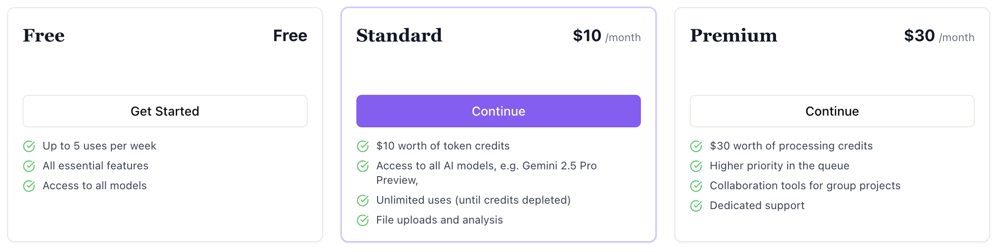 Free Free
Get Started
Up to 5 uses per week
All essential features
Access to all models
Standard $10 /month
Continue
$10 worth of token credits
Access to all AI models, e.g. Gemini 2.5 Pro
Preview,
Unlimited uses (until credits depleted)
File uploads and analysis
Premium $30 /month
Continue
$30 worth of processing credits
Higher priority in the queue
Collaboration tools for group projects
Dedicated support